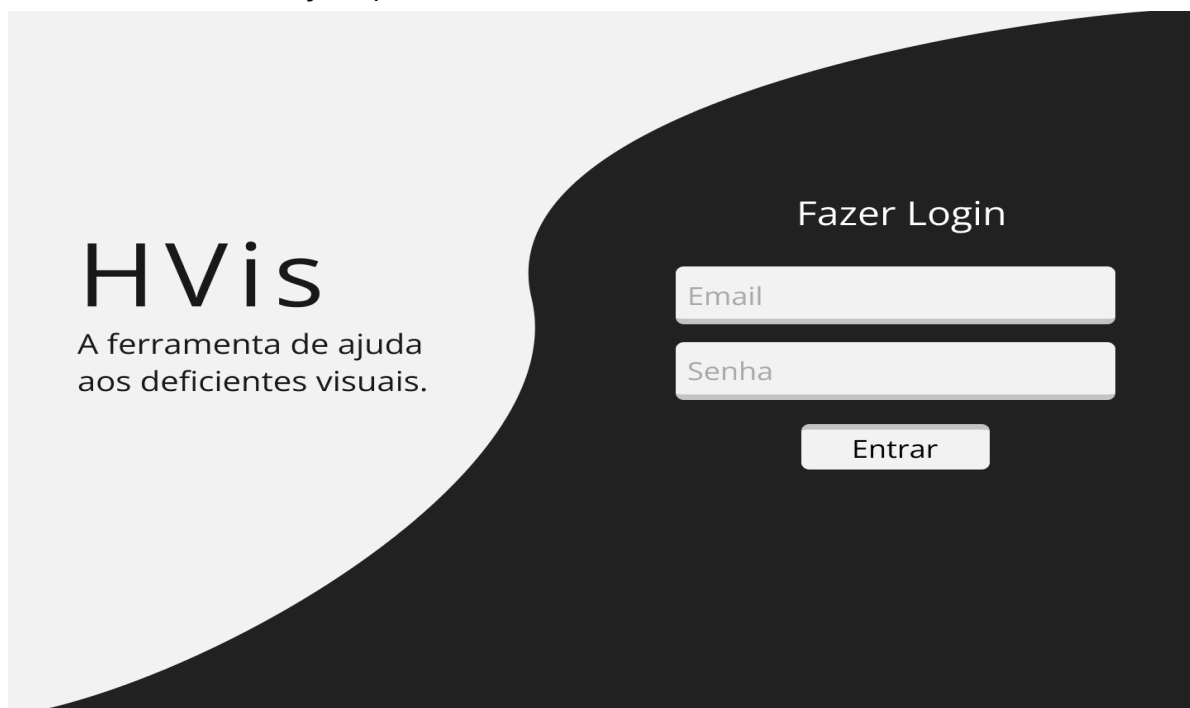 HVis
A ferramenta de ajuda
aos deficientes visuais.
Fazer Login
Email
Senha
Entrar